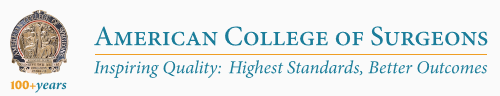 AMERICAN COLLEGE OF SURGEONS
Inspiring Quality: Highest Standards, Better Outcomes
100+years